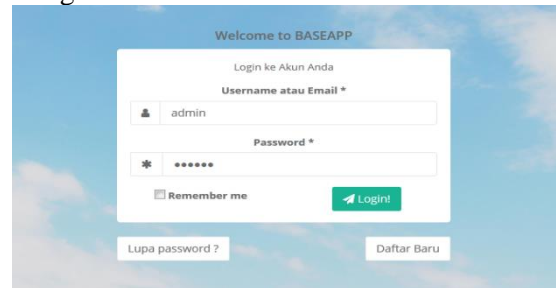 Welcome to BASEAPP
Login ke Akun Anda
Username atau Email *
admin
Password *
••••••
Remember me
Login!
Lupa password ?
Daftar Baru